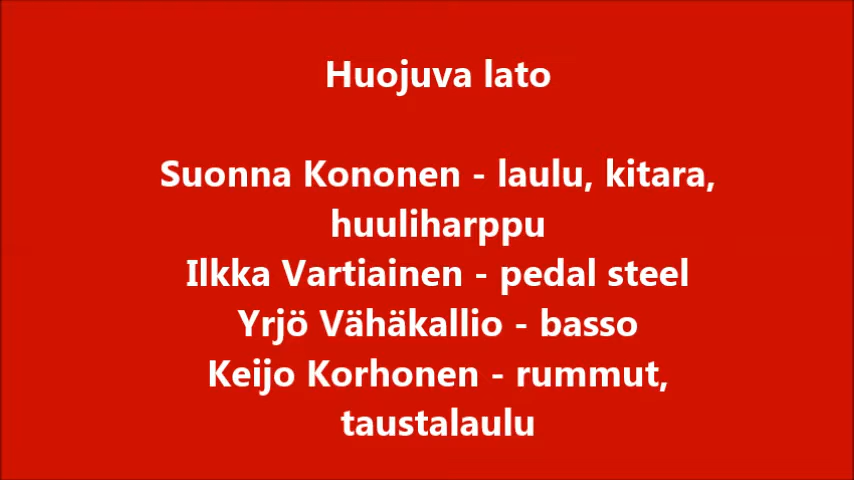 Huojuva lato
Suonna Kononen - laulu, kitara,
huuliharppu
Ilkka Vartiainen - pedal steel
Yrjö Vähäkallio - basso
Keijo Korhonen - rummut,
taustalaulu